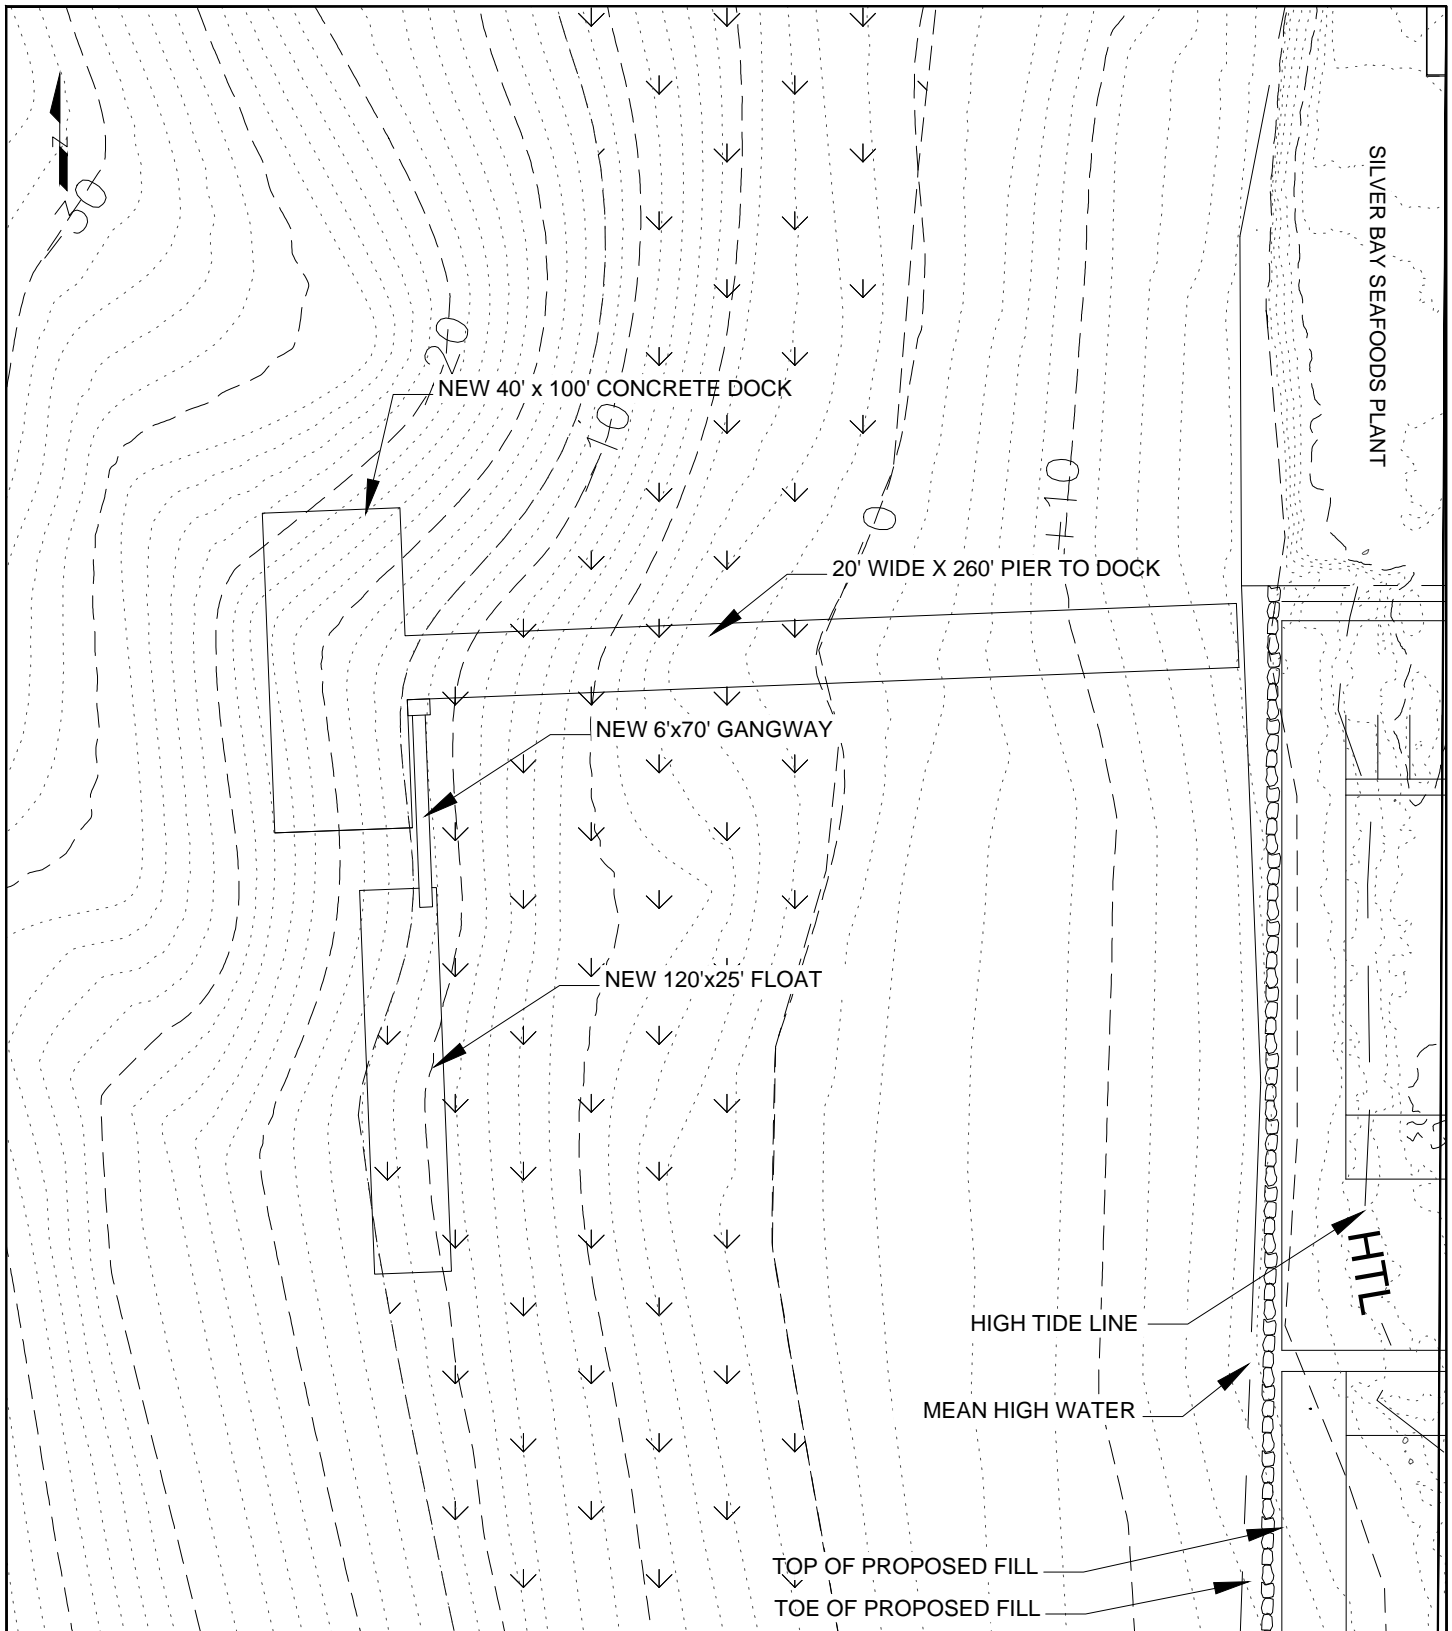 Z
30
SILVER BAY SEAFOODS PLANT
20
NEW 40' x 100' CONCRETE DOCK
10
+10
0
20' WIDE X 260' PIER TO DOCK
NEW 6'x70' GANGWAY
NEW 120'x25' FLOAT
HTL
HIGH TIDE LINE
MEAN HIGH WATER
TOP OF PROPOSED FILL
TOE OF PROPOSED FILL